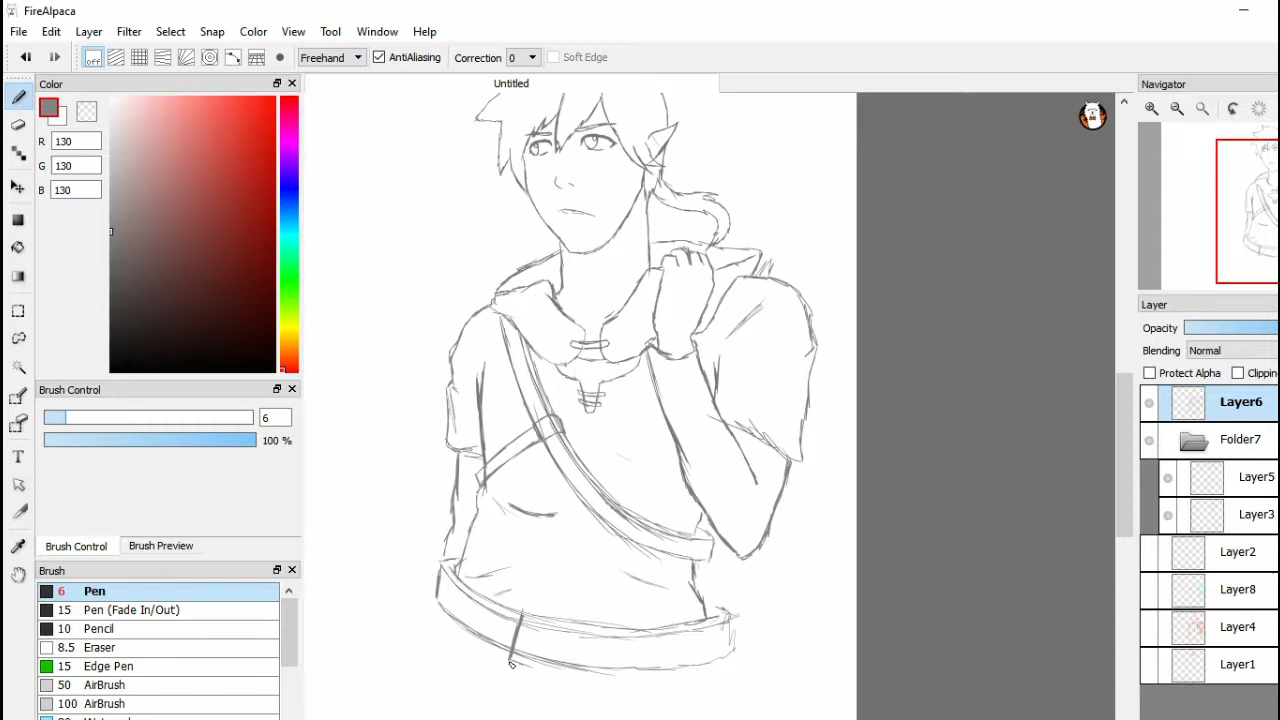 FireAlpaca
File Edit Layer Filter Select Snap Color View Tool Window Help
off Freehand AntiAliasing Correction 0 Soft Edge
Untitled
Color
R 130
G 130
B 130
Brush Control
6
100 %
Brush Control Brush Preview
Brush
6 Pen
15 Pen (Fade In/Out)
10 Pencil
8.5 Eraser
15 Edge Pen
50 AirBrush
100 AirBrush
Navigator
Layer
Opacity
Blending Normal
Protect Alpha Clipping
Layer6
Folder7
Layer5
Layer3
Layer2
Layer8
Layer4
Layer1